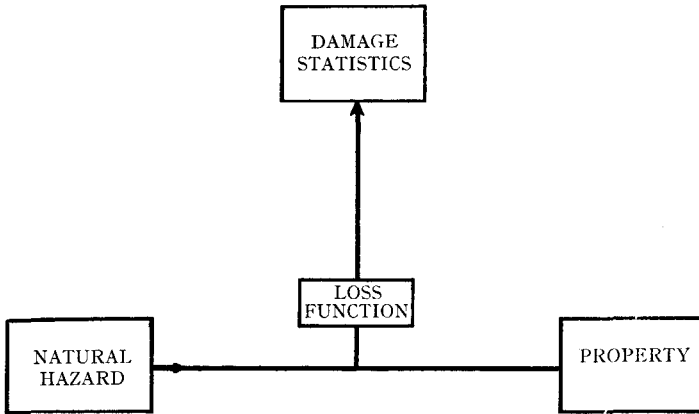 DAMAGE
STATISTICS
LOSS
FUNCTION
NATURAL
HAZARD
PROPERTY